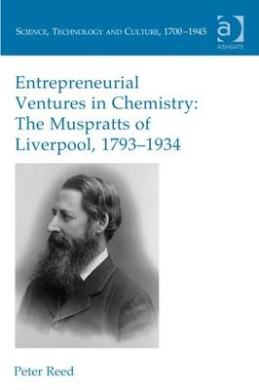 SCIENCE, TECHNOLOGY AND CULTURE, 1700–1945
ASHGATE
Entrepreneurial
Ventures in Chemistry:
The Muspratts of
Liverpool, 1793–1934
Peter Reed